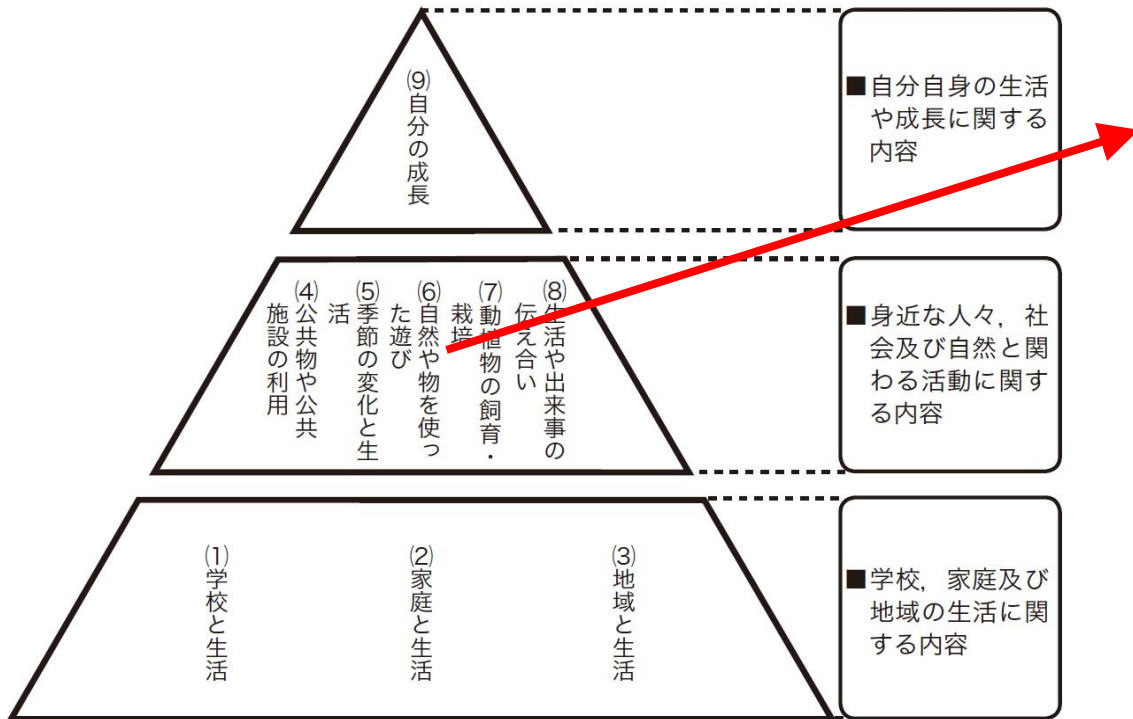 (9)自分の成長
■自分自身の生活
や成長に関する
内容
(4)公共物や公共
施設の利用
(5)季節の変化と生
活
(6)自然や物を使っ
た遊び
(7)動植物の飼育・
栽培
(8)生活や出来事の
伝え合い
■身近な人々，社
会及び自然と関
わる活動に関す
る内容
(1)学校と生活
(2)家庭と生活
(3)地域と生活
■学校，家庭及び
地域の生活に関
する内容